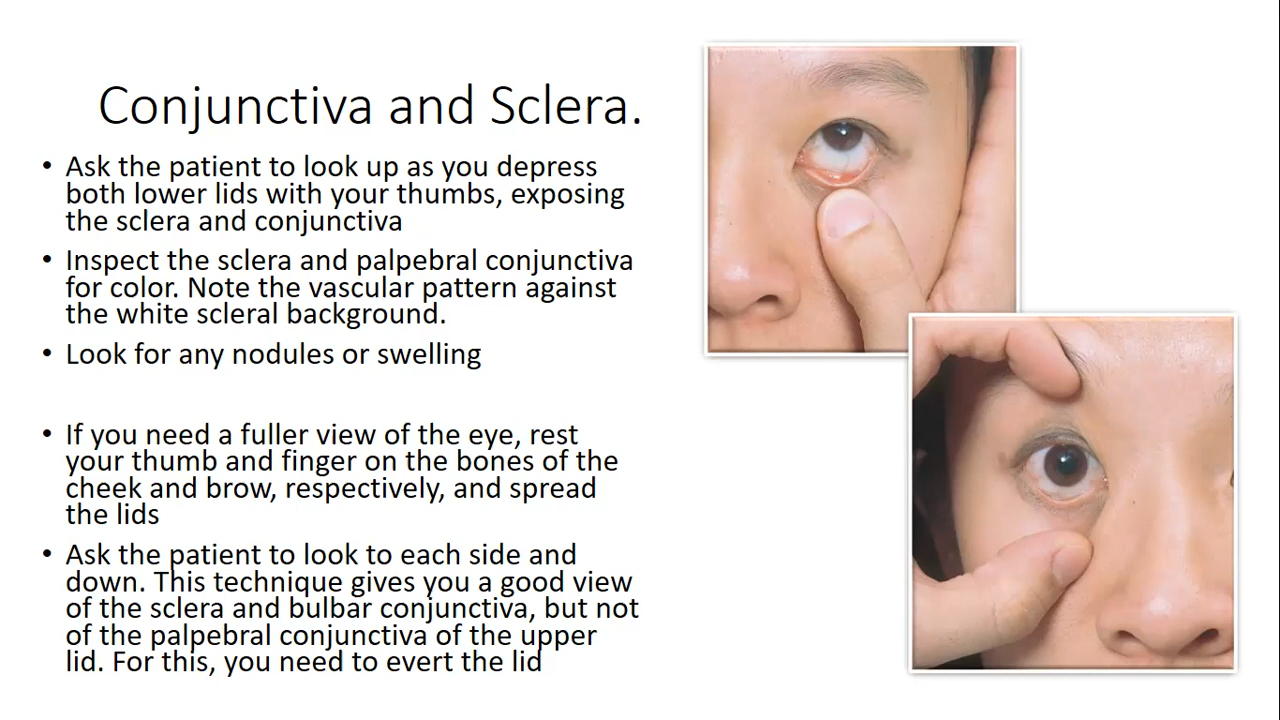 Conjunctiva and Sclera.
• Ask the patient to look up as you depress
both lower lids with your thumbs, exposing
the sclera and conjunctiva
• Inspect the sclera and palpebral conjunctiva
for color. Note the vascular pattern against
the white scleral background.
• Look for any nodules or swelling
• If you need a fuller view of the eye, rest
your thumb and finger on the bones of the
cheek and brow, respectively, and spread
the lids
• Ask the patient to look to each side and
down. This technique gives you a good view
of the sclera and bulbar conjunctiva, but not
of the palpebral conjunctiva of the upper
lid. For this, you need to evert the lid